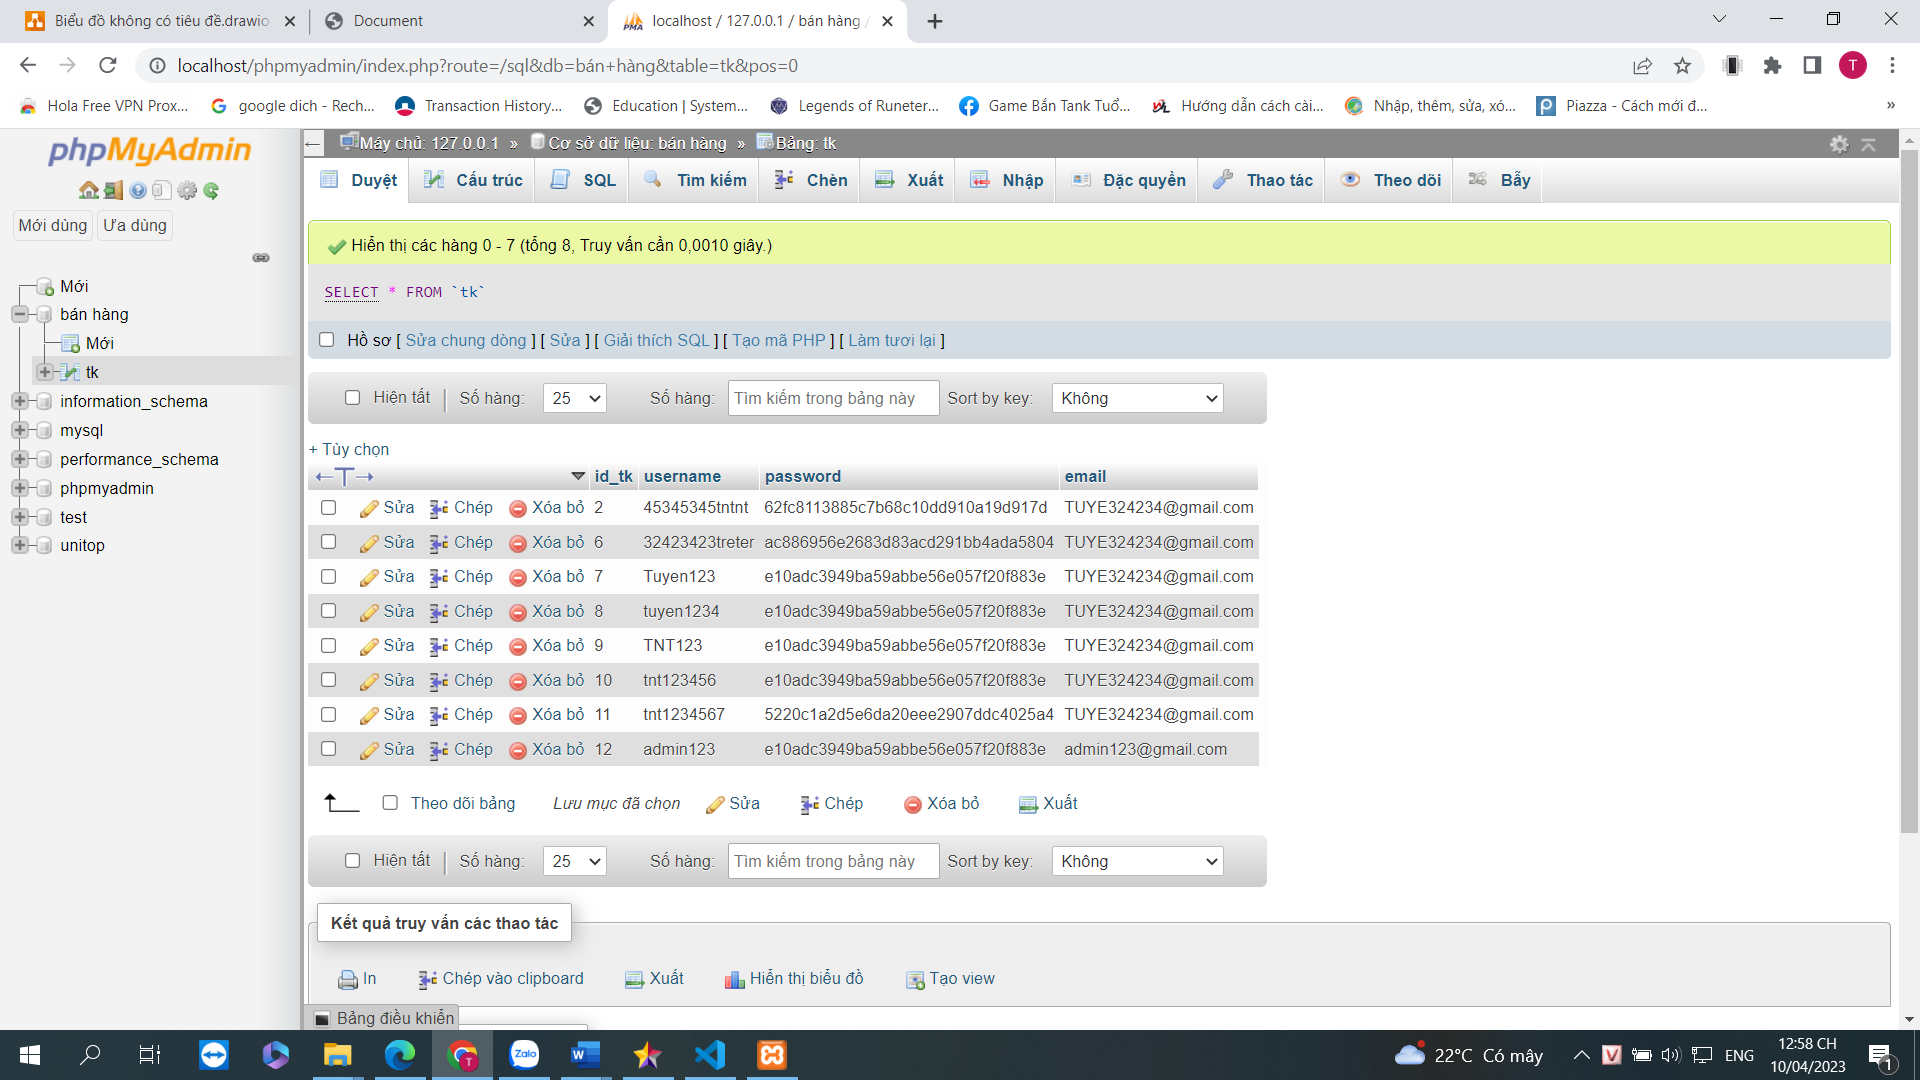 Biểu đồ không có tiêu đề.drawio
Document
localhost / 127.0.0.1 / bán hàng /
localhost/phpmyadmin/index.php?route=/sql&db=bán+hàng&table=tk&pos=0
T
Hola Free VPN Prox...
google dich - Rech...
Transaction History...
Education | System...
Legends of Runeter...
Game Bắn Tank Tuổ...
Hướng dẫn cách cài...
Nhập, thêm, sửa, xó...
Piazza - Cách mới đ...
»
phpMyAdmin
Mới dùng
Ưa dùng
Mới
bán hàng
Mới
tk
information_schema
mysql
performance_schema
phpmyadmin
test
unitop
Máy chủ: 127.0.0.1 » Cơ sở dữ liệu: bán hàng » Bảng: tk
Duyệt Cấu trúc SQL Tìm kiếm Chèn Xuất Nhập Đặc quyền Thao tác Theo dõi Bẫy
Hiển thị các hàng 0 - 7 (tổng 8, Truy vấn cần 0,0010 giây.)
SELECT * FROM `tk`
Hồ sơ [ Sửa chung dòng ] [ Sửa ] [ Giải thích SQL ] [ Tạo mã PHP ] [ Làm tươi lại ]
Hiện tất Số hàng: 25 Số hàng: Tìm kiếm trong bảng này Sort by key: Không
+ Tùy chọn
←T→ id_tk username password email
Sửa Chép Xóa bỏ 2 45345345tntnt 62fc8113885c7b68c10dd910a19d917d TUYE324234@gmail.com
Sửa Chép Xóa bỏ 6 32423423treter ac886956e2683d83acd291bb4ada5804 TUYE324234@gmail.com
Sửa Chép Xóa bỏ 7 Tuyen123 e10adc3949ba59abbe56e057f20f883e TUYE324234@gmail.com
Sửa Chép Xóa bỏ 8 tuyen1234 e10adc3949ba59abbe56e057f20f883e TUYE324234@gmail.com
Sửa Chép Xóa bỏ 9 TNT123 e10adc3949ba59abbe56e057f20f883e TUYE324234@gmail.com
Sửa Chép Xóa bỏ 10 tnt123456 e10adc3949ba59abbe56e057f20f883e TUYE324234@gmail.com
Sửa Chép Xóa bỏ 11 tnt1234567 5220c1a2d5e6da20eee2907ddc4025a4 TUYE324234@gmail.com
Sửa Chép Xóa bỏ 12 admin123 e10adc3949ba59abbe56e057f20f883e admin123@gmail.com
Theo dõi bảng Lưu mục đã chọn Sửa Chép Xóa bỏ Xuất
Hiện tất Số hàng: 25 Số hàng: Tìm kiếm trong bảng này Sort by key: Không
Kết quả truy vấn các thao tác
In Chép vào clipboard Xuất Hiển thị biểu đồ Tạo view
Bảng điều khiển
Zalo
22°C Có mây
ENG
12:58 CH
10/04/2023
1